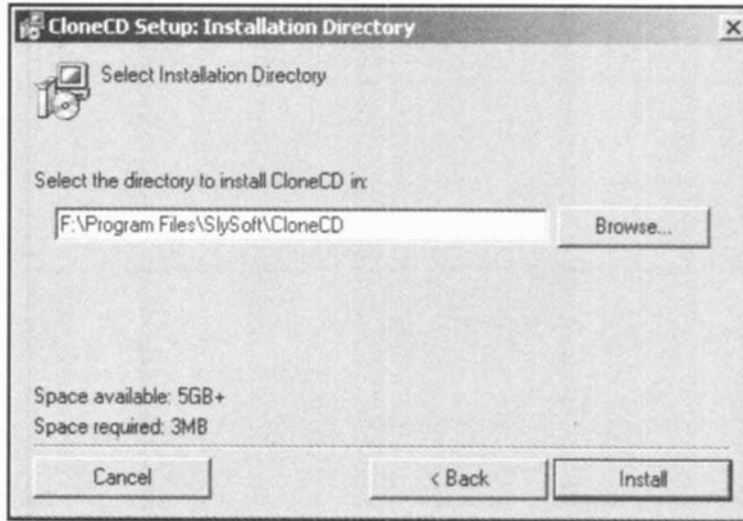 CloneCD Setup: Installation Directory
Select Installation Directory
Select the directory to install CloneCD in:
F:\Program Files\SlySoft\CloneCD
Browse...
Space available: 5GB+
Space required: 3MB
Cancel
< Back
Install